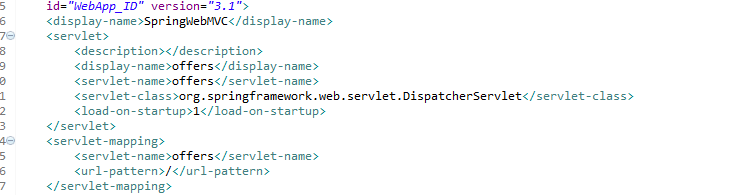 5 id="WebApp_ID" version="3.1">
6 <display-name>SpringWebMVC</display-name>
7 <servlet>
8 <description></description>
9 <display-name>offers</display-name>
0 <servlet-name>offers</servlet-name>
1 <servlet-class>org.springframework.web.servlet.DispatcherServlet</servlet-class>
2 <load-on-startup>1</load-on-startup>
3 </servlet>
4 <servlet-mapping>
5 <servlet-name>offers</servlet-name>
6 <url-pattern>/</url-pattern>
7 </servlet-mapping>